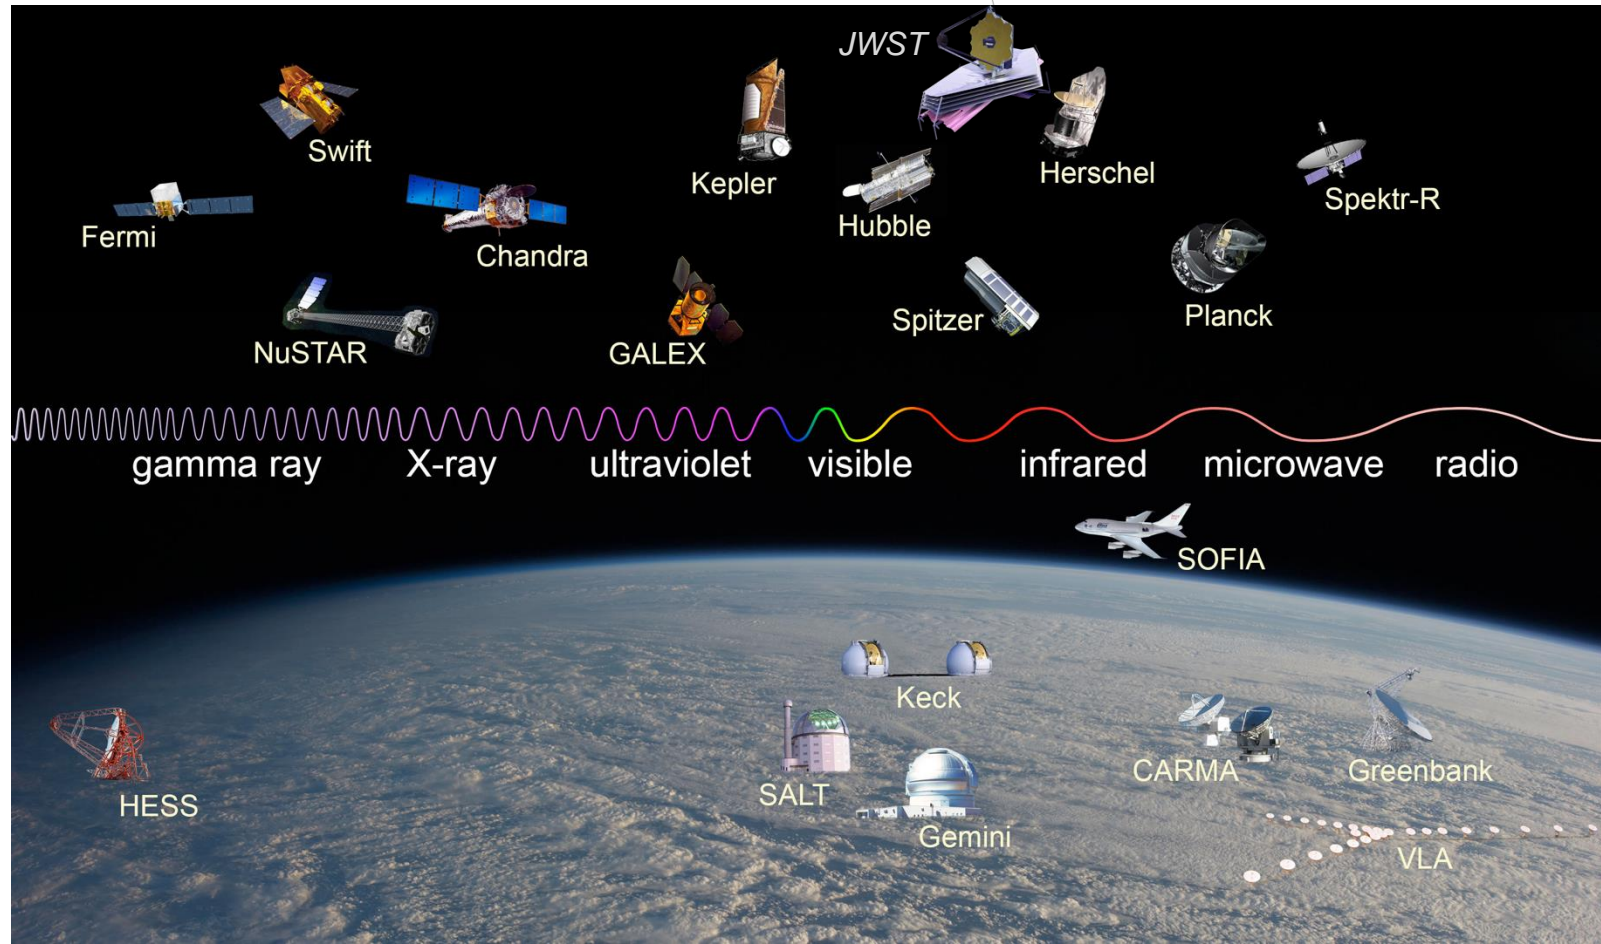 JWST
Swift
Kepler
Herschel
Spektr-R
Fermi
Chandra
Hubble
NuSTAR
GALEX
Spitzer
Planck
gamma ray
X-ray
ultraviolet
visible
infrared
microwave
radio
SOFIA
Keck
HESS
SALT
Gemini
CARMA
Greenbank
VLA